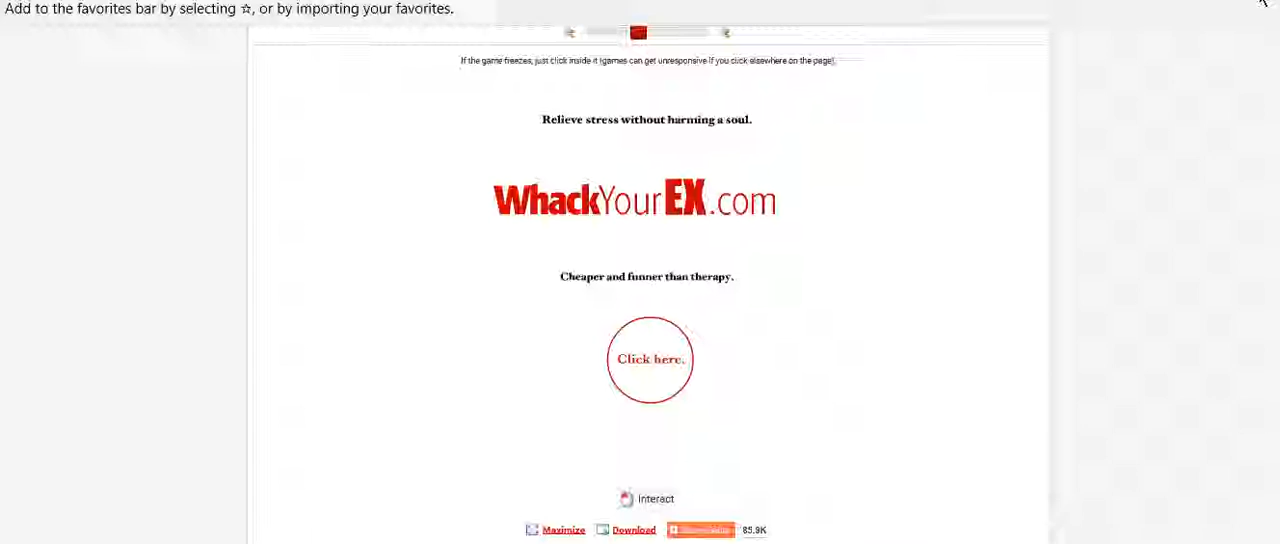 Add to the favorites bar by selecting ☆, or by importing your favorites.
If the game freezes, just click inside it (games can get unresponsive if you click elsewhere on the page).
Relieve stress without harming a soul.
WhackYourEX.com
Cheaper and funner than therapy.
Click here.
Interact
Maximize Download 85.9K